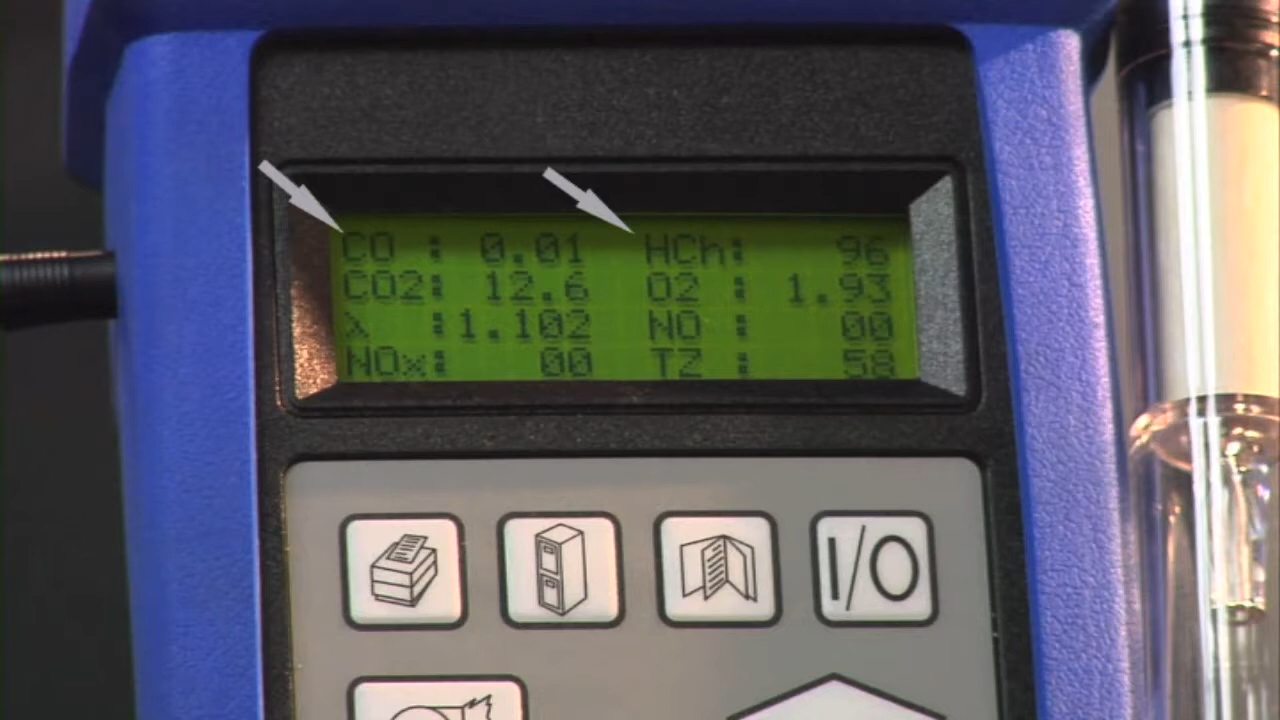 CO : 0.01 HCh: 96
CO2: 12.6 O2 : 1.93
λ :1.102 NO : 00
NOx: 00 TZ : 58
I/O